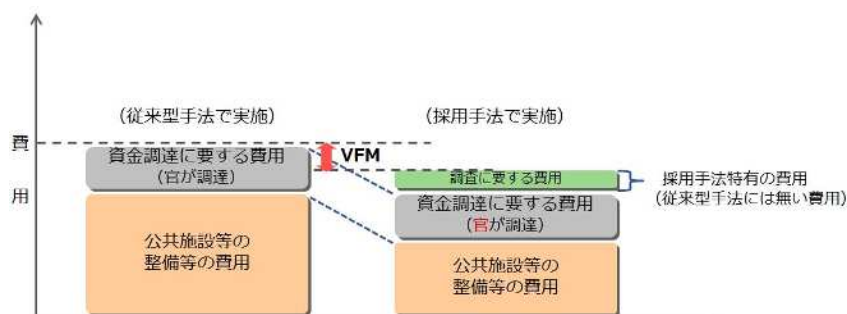 (従来型手法で実施)
(採用手法で実施)
費
用
資金調達に要する費用
(官が調達)
VFM
調査に要する費用
採用手法特有の費用
(従来型手法には無い費用)
資金調達に要する費用
(官が調達)
公共施設等の
整備等の費用
公共施設等の
整備等の費用